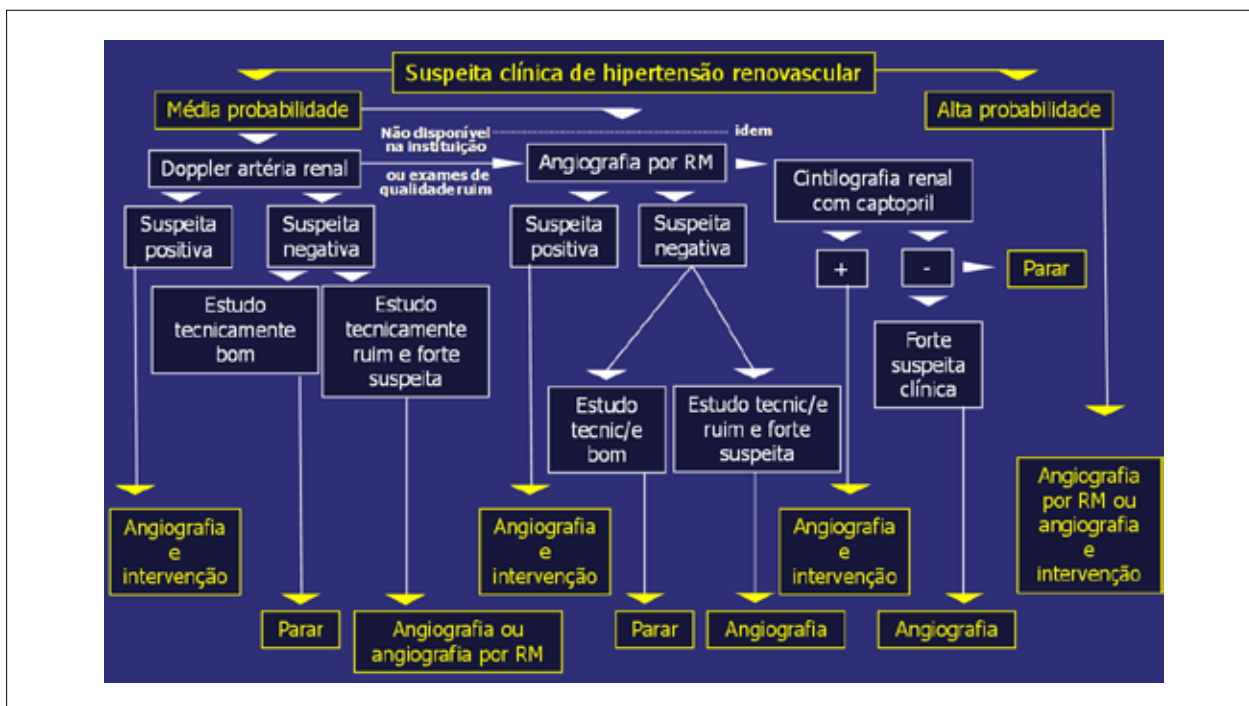 Suspeita clínica de hipertensão renovascular
Média probabilidade
Alta probabilidade
Não disponível
na instituição
idem
Doppler artéria renal
ou exames de
qualidade ruim
Angiografia por RM
Cintilografia renal
com captopril
Suspeita
positiva
Suspeita
negativa
Suspeita
positiva
Suspeita
negativa
+
-
Parar
Estudo
tecnicamente
bom
Estudo
tecnicamente
ruim e forte
suspeita
Forte
suspeita
clínica
Estudo
tecnic/e
bom
Estudo tecnic/e
ruim e forte
suspeita
Angiografia
e
intervenção
Angiografia
e
intervenção
Angiografia
e
intervenção
Angiografia
por RM ou
angiografia
e
intervenção
Parar
Angiografia ou
angiografia por RM
Parar
Angiografia
Angiografia